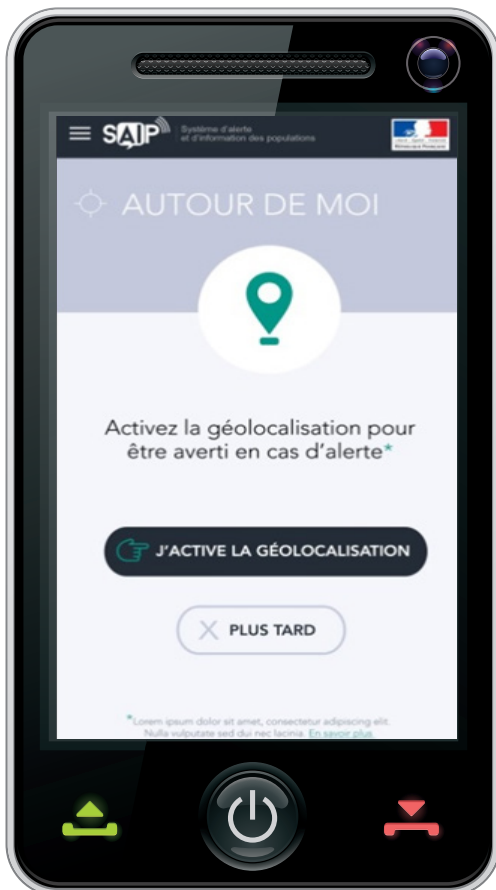 SAIP Système d'alerte
et d'information des populations
AUTOUR DE MOI
Activez la géolocalisation pour
être averti en cas d'alerte*
J'ACTIVE LA GÉOLOCALISATION
X PLUS TARD
*Lorem ipsum dolor sit amet, consectetur adipiscing elit.
Nulla vulputate sed dui nec lacinia. En savoir plus